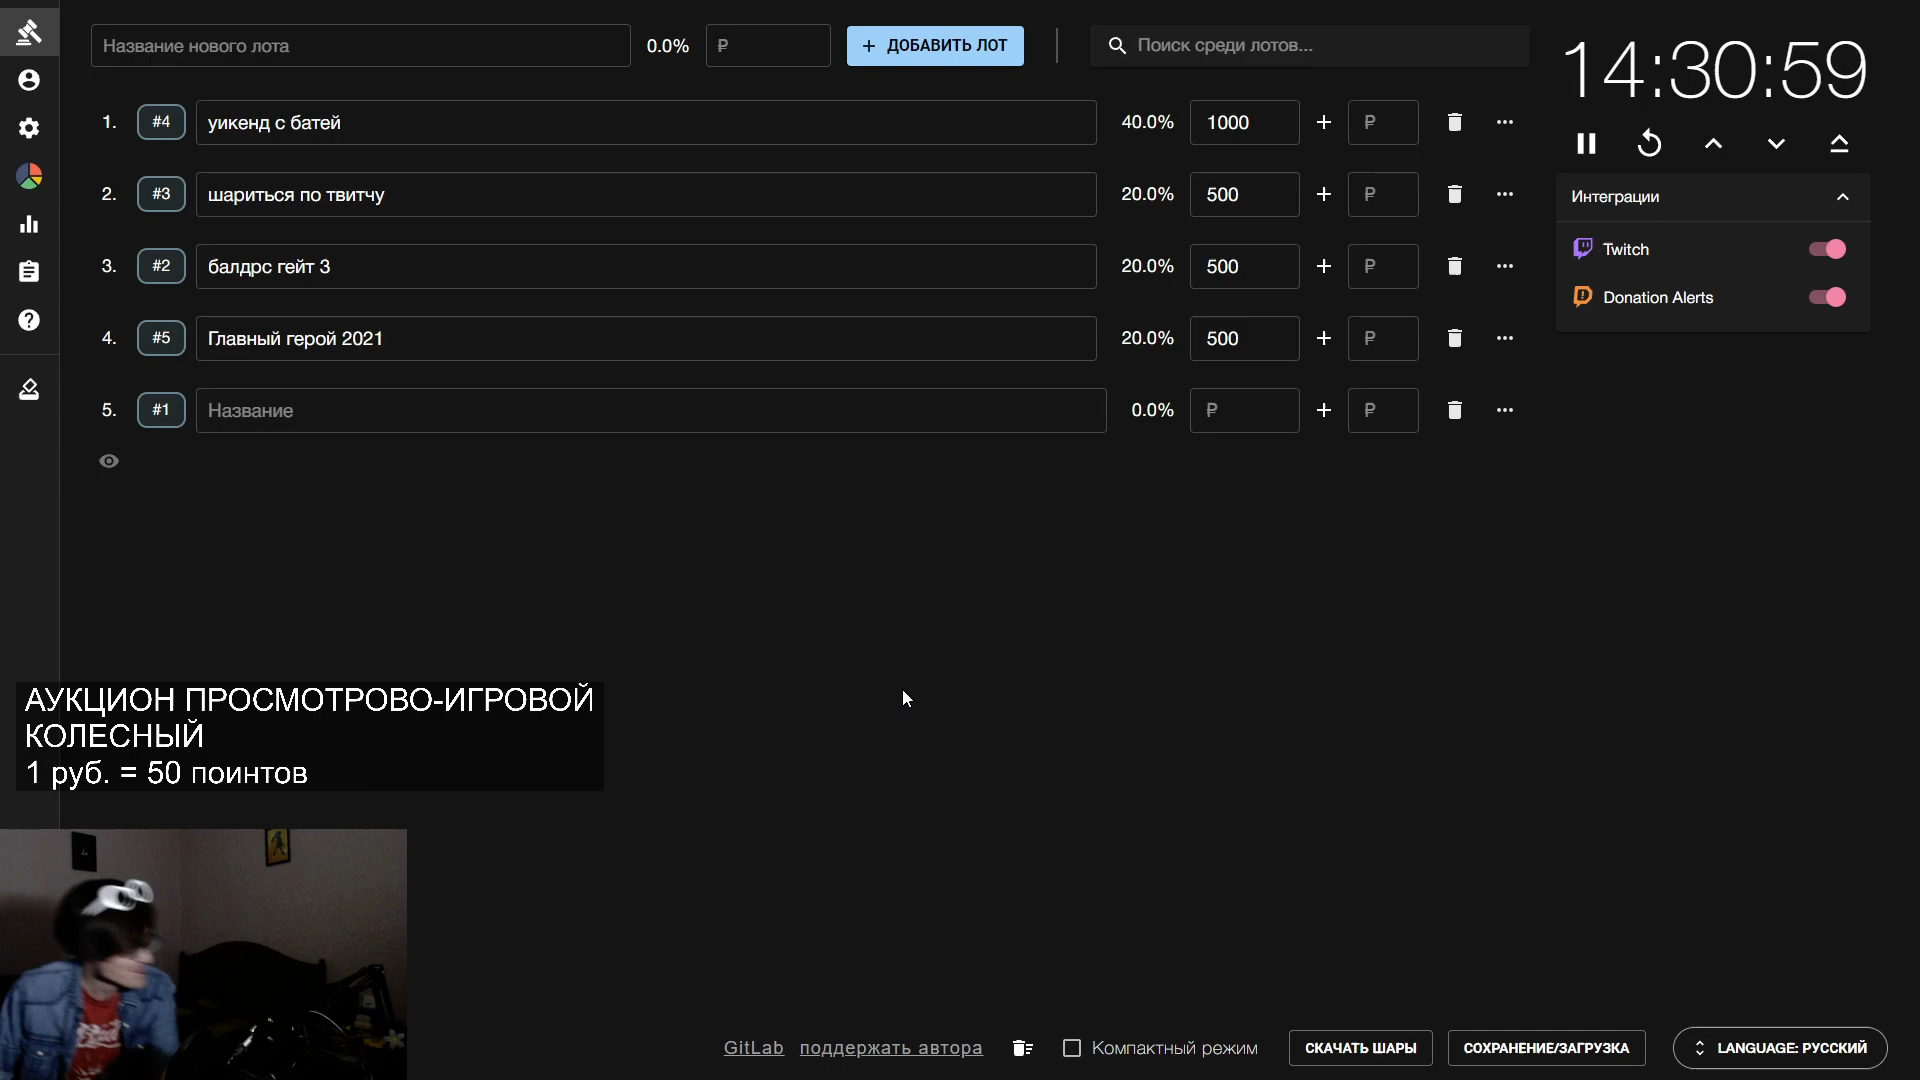 Название нового лота 0.0% ₽ + ДОБАВИТЬ ЛОТ Поиск среди лотов... 14:30:59
1. #4 уикенд с батей 40.0% 1000 + ₽
2. #3 шариться по твитчу 20.0% 500 + ₽
3. #2 балдрс гейт 3 20.0% 500 + ₽
4. #5 Главный герой 2021 20.0% 500 + ₽
5. #1 Название 0.0% ₽ + ₽
Интеграции
Twitch
Donation Alerts
АУКЦИОН ПРОСМОТРОВО-ИГРОВОЙ
КОЛЕСНЫЙ
1 руб. = 50 поинтов
GitLab поддержать автора Компактный режим СКАЧАТЬ ШАРЫ СОХРАНЕНИЕ/ЗАГРУЗКА LANGUAGE: РУССКИЙ